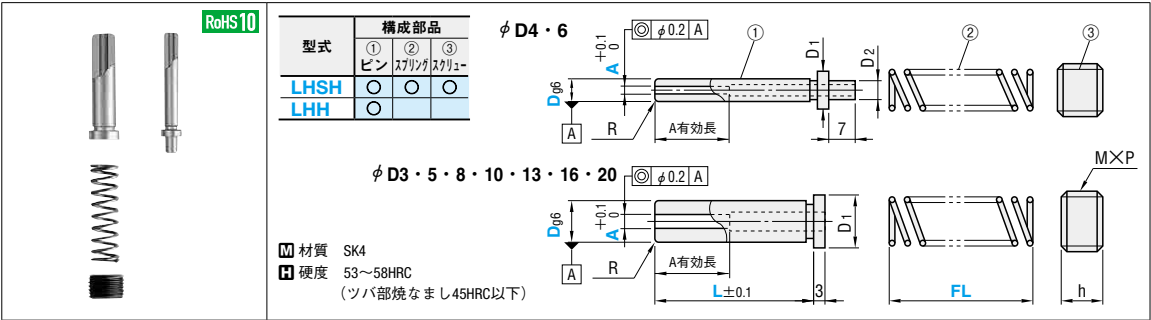 RoHS10
型式
構成部品
① ② ③
ピン スプリング スクリュー
LHSH ○ ○ ○
LHH ○
φD4・6
A +0.1 0
◎ φ0.2 A
①
D1
D2
②
③
Dg6
A
R
A有効長
7
φD3・5・8・10・13・16・20
A +0.1 0
◎ φ0.2 A
Dg6
A
R
A有効長
L±0.1
3
D1
FL
M×P
h
M 材質 SK4
H 硬度 53~58HRC
(ツバ部焼なまし45HRC以下)